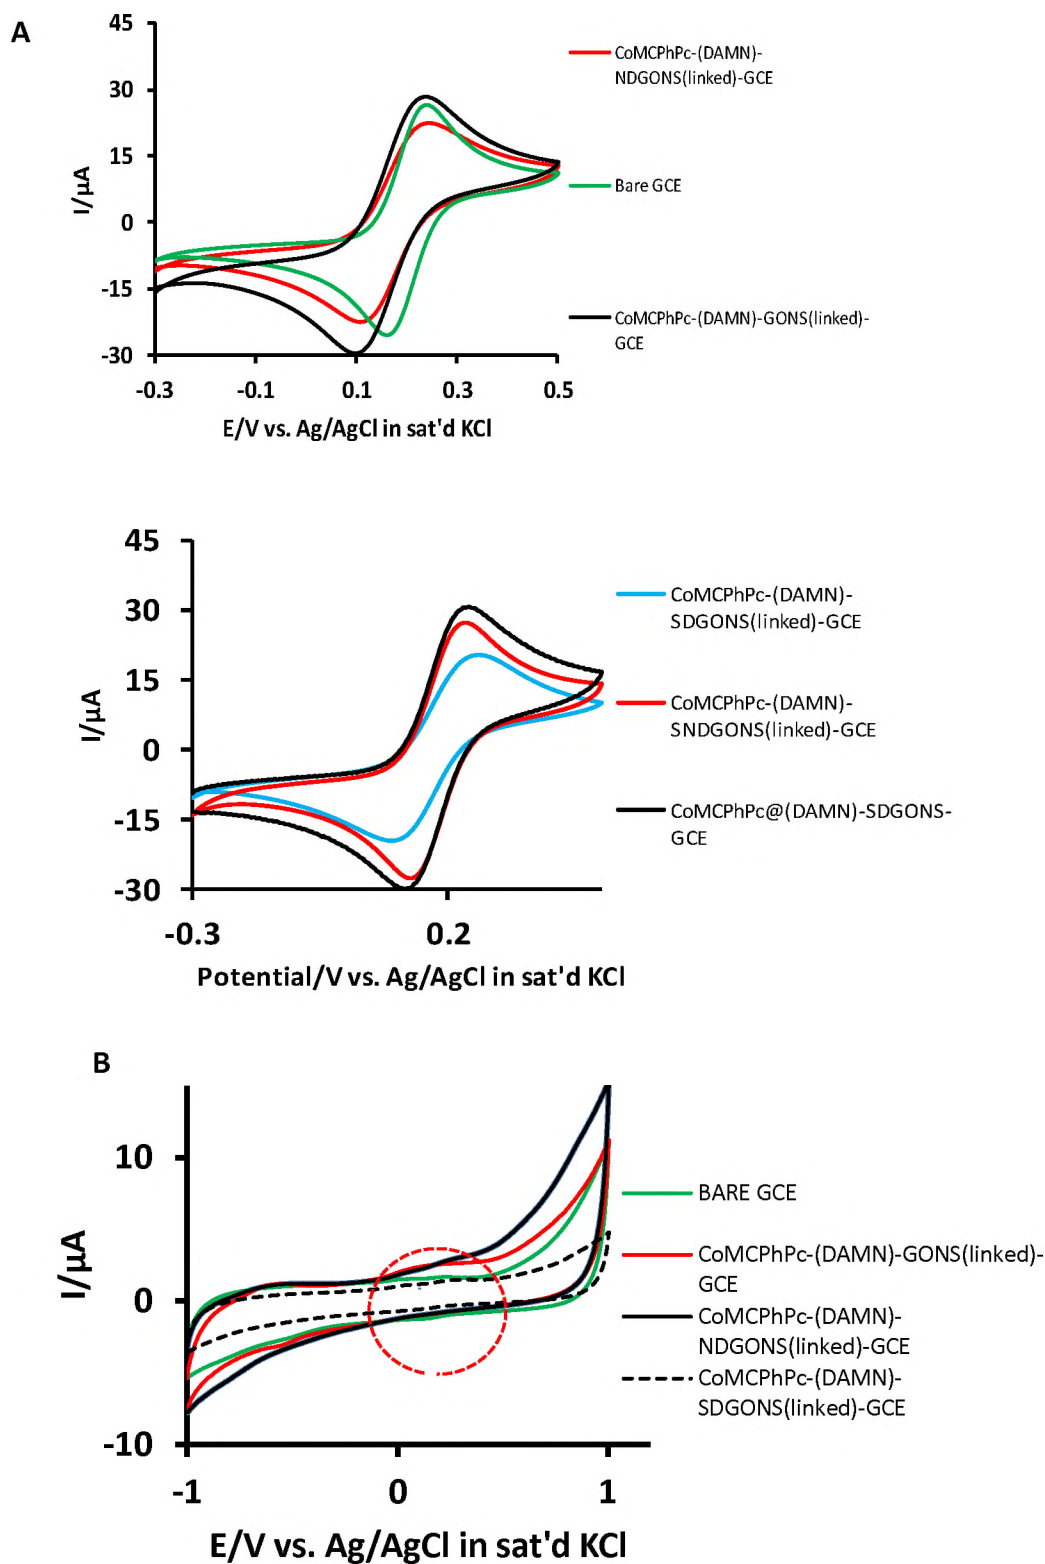 A
45
30
15
0
-15
-30
I/µA
-0.3 -0.1 0.1 0.3 0.5
E/V vs. Ag/AgCl in sat'd KCl
CoMCPhPc-(DAMN)-
NDGONS(linked)-GCE
Bare GCE
CoMCPhPc-(DAMN)-GONS(linked)-
GCE
45
30
15
0
-15
-30
I/µA
-0.3 0.2
Potential/V vs. Ag/AgCl in sat'd KCl
CoMCPhPc-(DAMN)-
SDGONS(linked)-GCE
CoMCPhPc-(DAMN)-
SNDGONS(linked)-GCE
CoMCPhPc@(DAMN)-SDGONS-
GCE
B
10
0
-10
I/µA
-1 0 1
E/V vs. Ag/AgCl in sat'd KCl
BARE GCE
CoMCPhPc-(DAMN)-GONS(linked)-
GCE
CoMCPhPc-(DAMN)-
NDGONS(linked)-GCE
CoMCPhPc-(DAMN)-
SDGONS(linked)-GCE